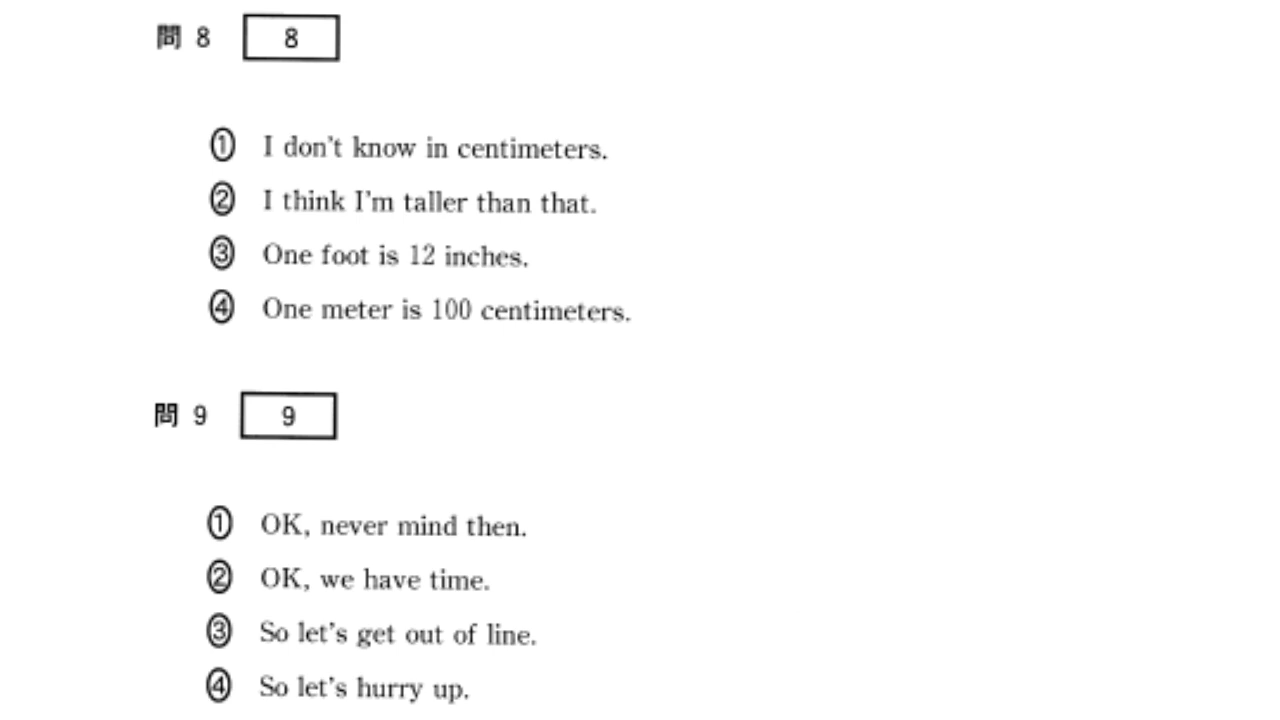 問 8 8
① I don't know in centimeters.
② I think I'm taller than that.
③ One foot is 12 inches.
④ One meter is 100 centimeters.
問 9 9
① OK, never mind then.
② OK, we have time.
③ So let's get out of line.
④ So let's hurry up.